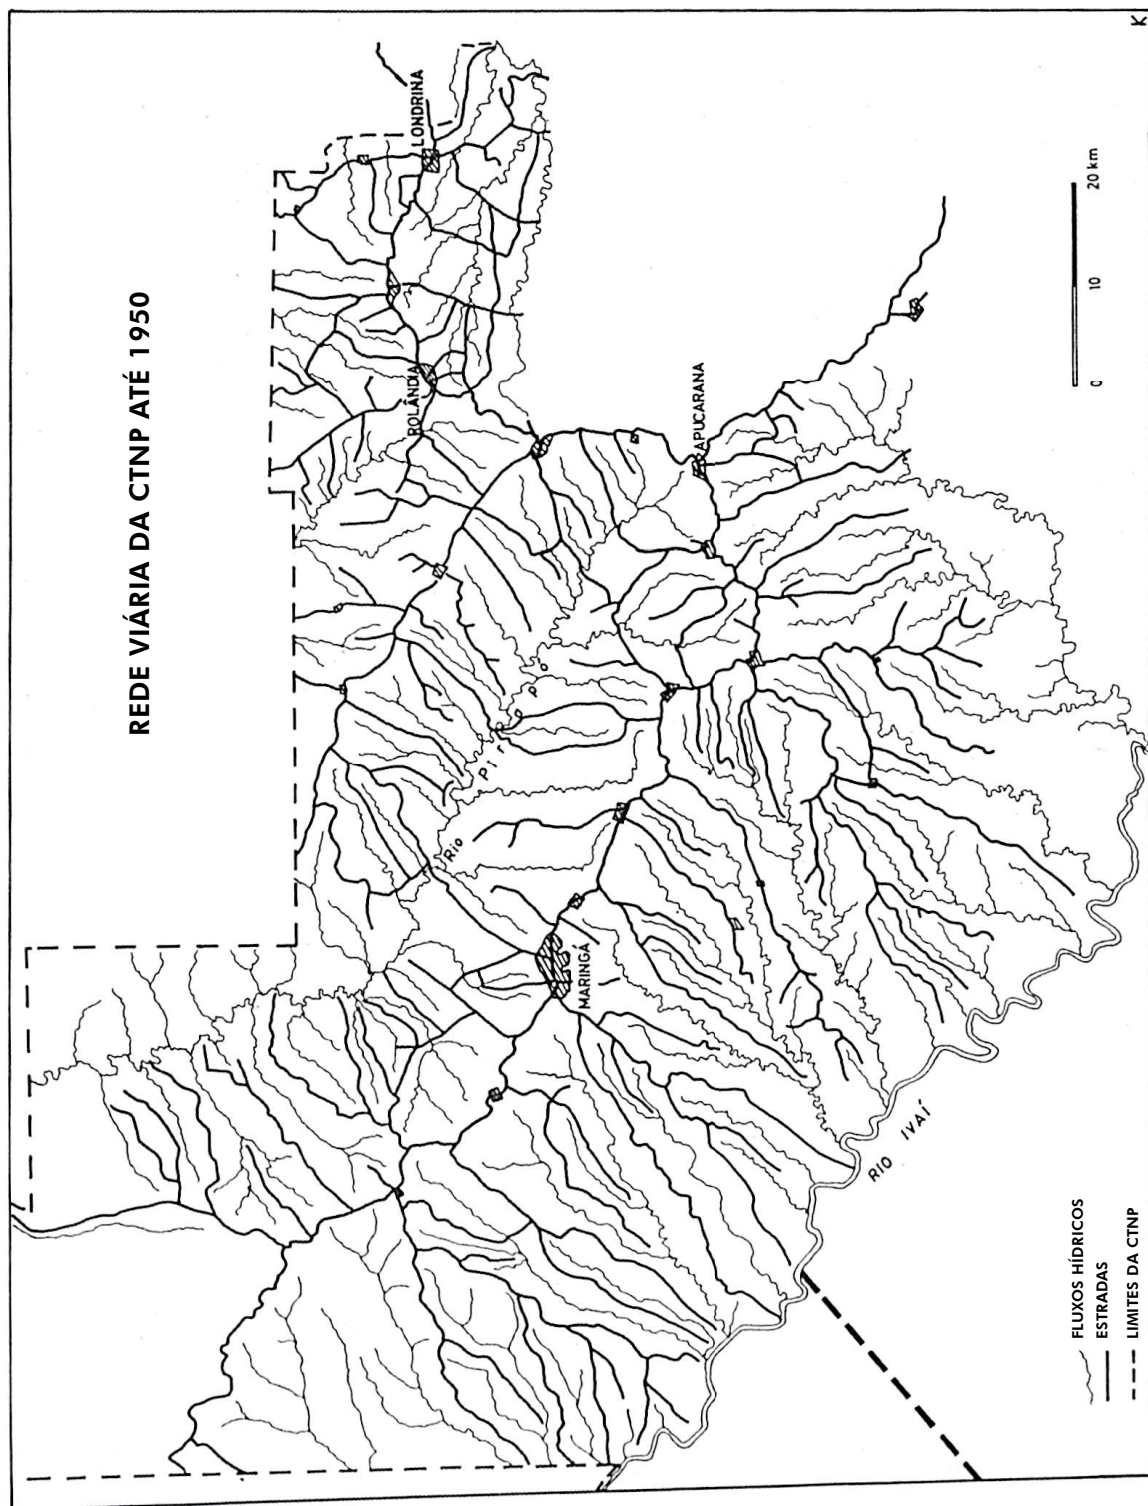 REDE VIÁRIA DA CTNP ATÉ 1950
LONDRINA
ROLÂNDIA
APUCARANA
MARINGÁ
Rio Pirapo
RIO IVAÍ
0 10 20 km
FLUXOS HÍDRICOS
ESTRADAS
LIMITES DA CTNP
K